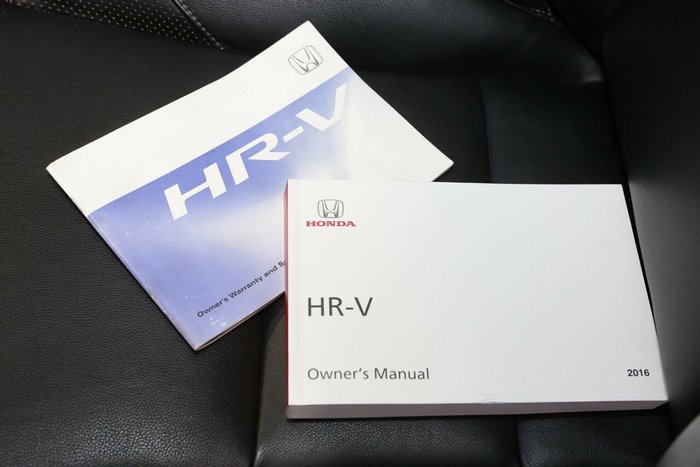 HR-V
Owner's Warranty and
HONDA
HR-V
Owner's Manual
2016